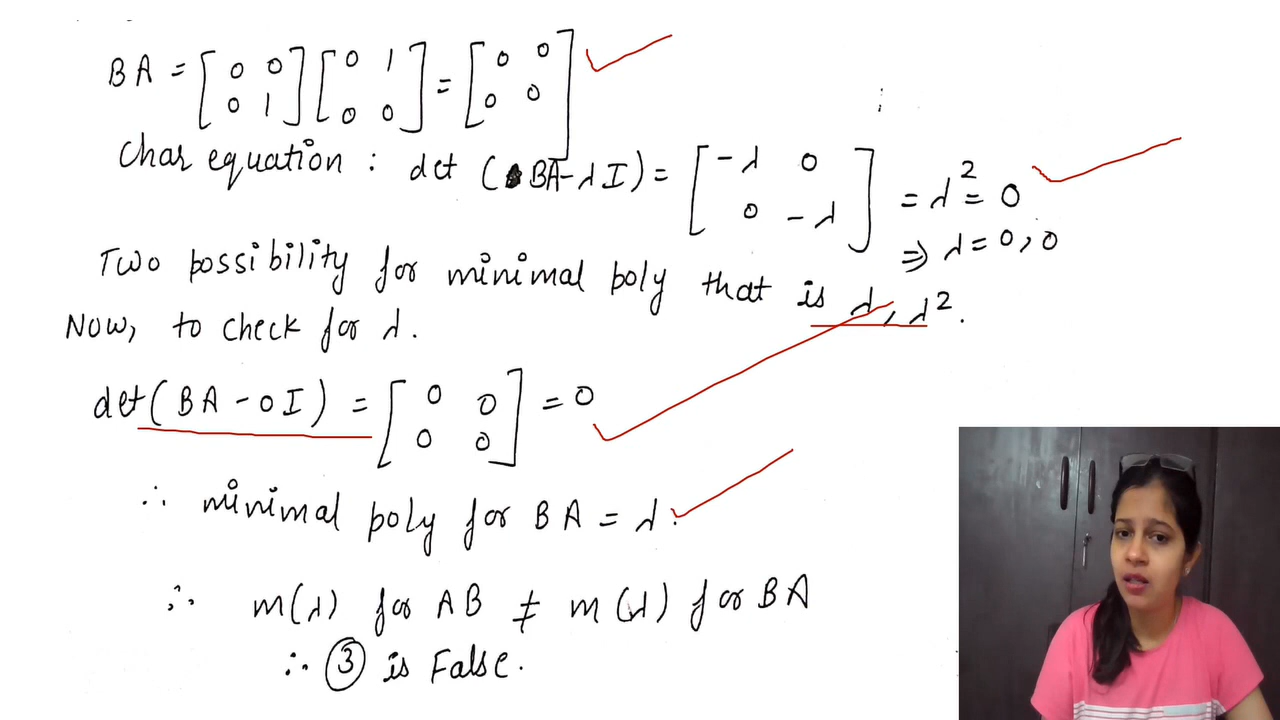 BA = [0 0 0 1] [0 1 0 0] = [0 0 0 0]
Char equation : det (BA-λI) = [-λ 0 0 -λ] = λ² = 0
⇒ λ = 0, 0
Two possibility for minimal poly that is λ, λ².
Now, to check for λ.
det(BA - 0I) = [0 0 0 0] = 0
∴ minimal poly for BA = λ.
∴ m(λ) for AB ≠ m(λ) for BA
∴ ③ is False.